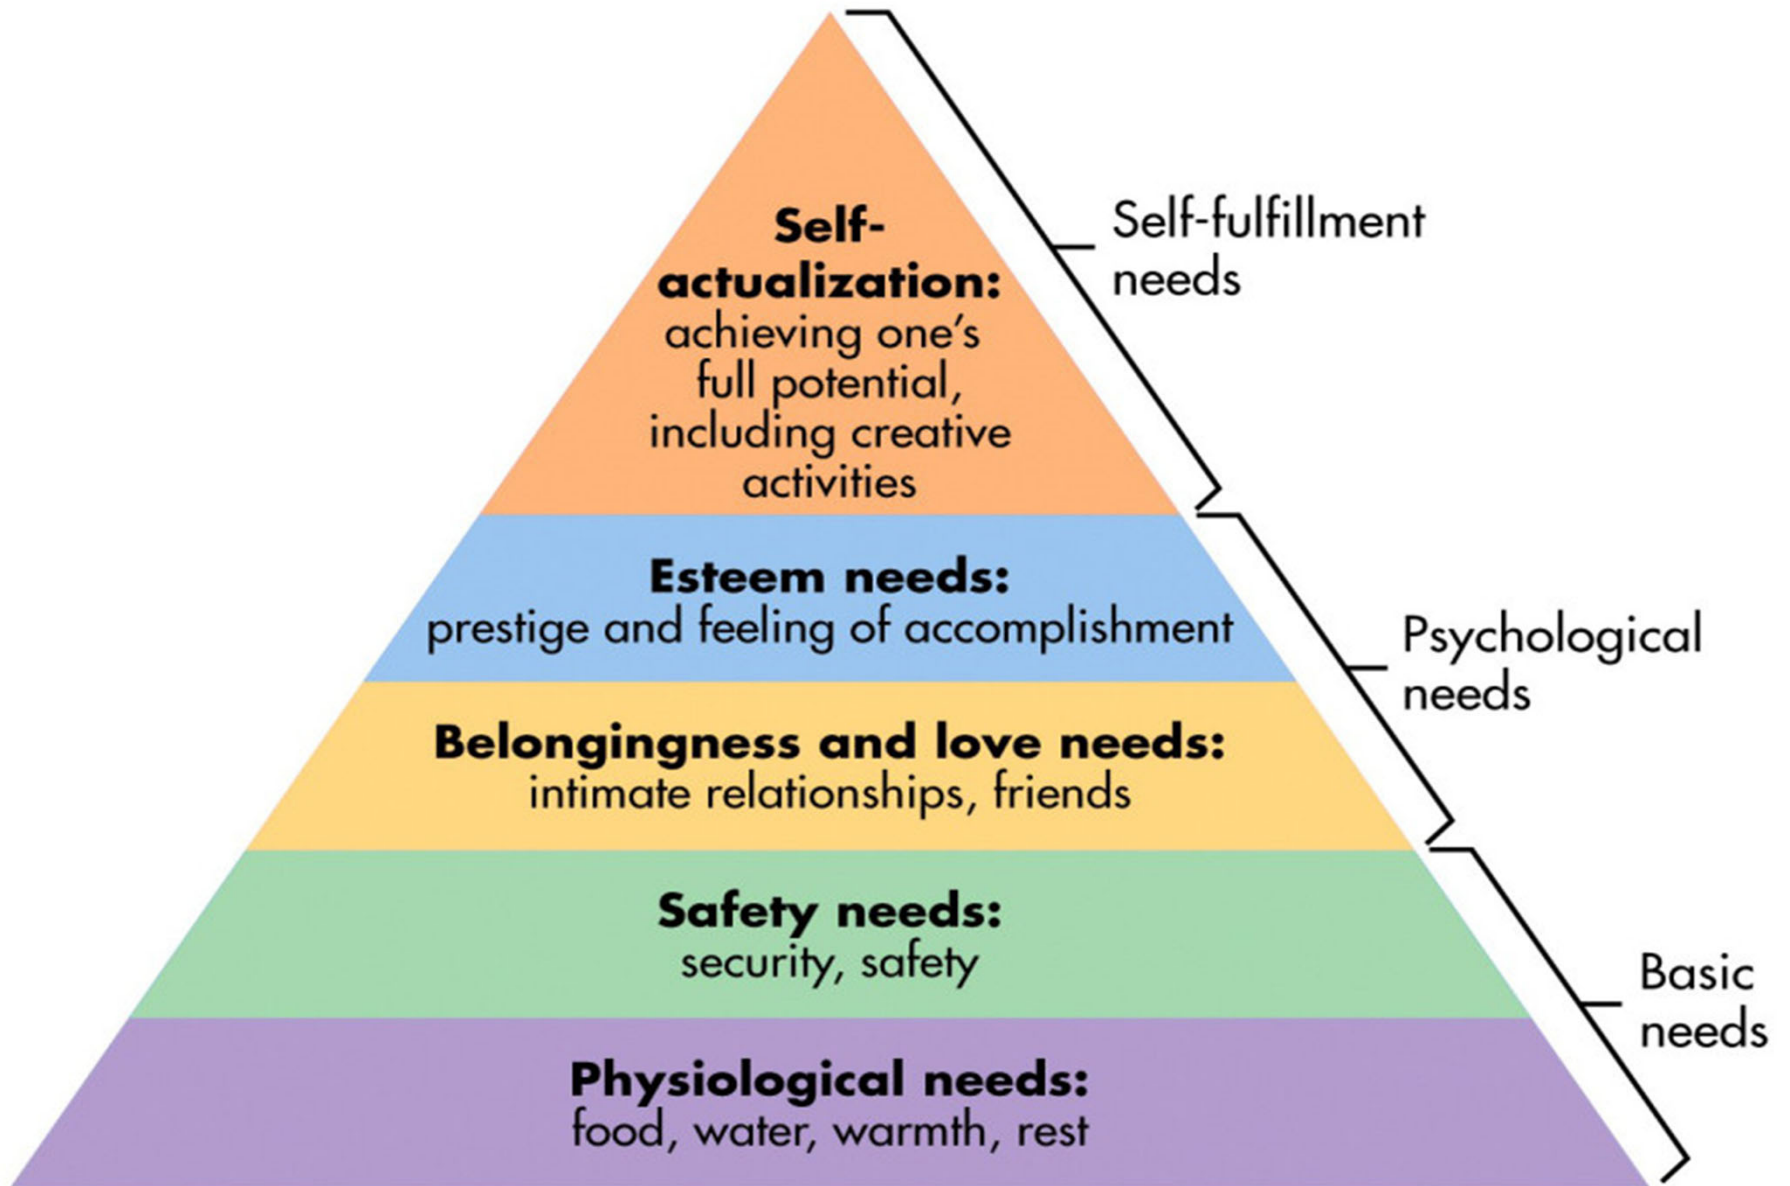 Self-
actualization:
achieving one's
full potential,
including creative
activities
Self-fulfillment
needs
Esteem needs:
prestige and feeling of accomplishment
Psychological
needs
Belongingness and love needs:
intimate relationships, friends
Safety needs:
security, safety
Basic
needs
Physiological needs:
food, water, warmth, rest